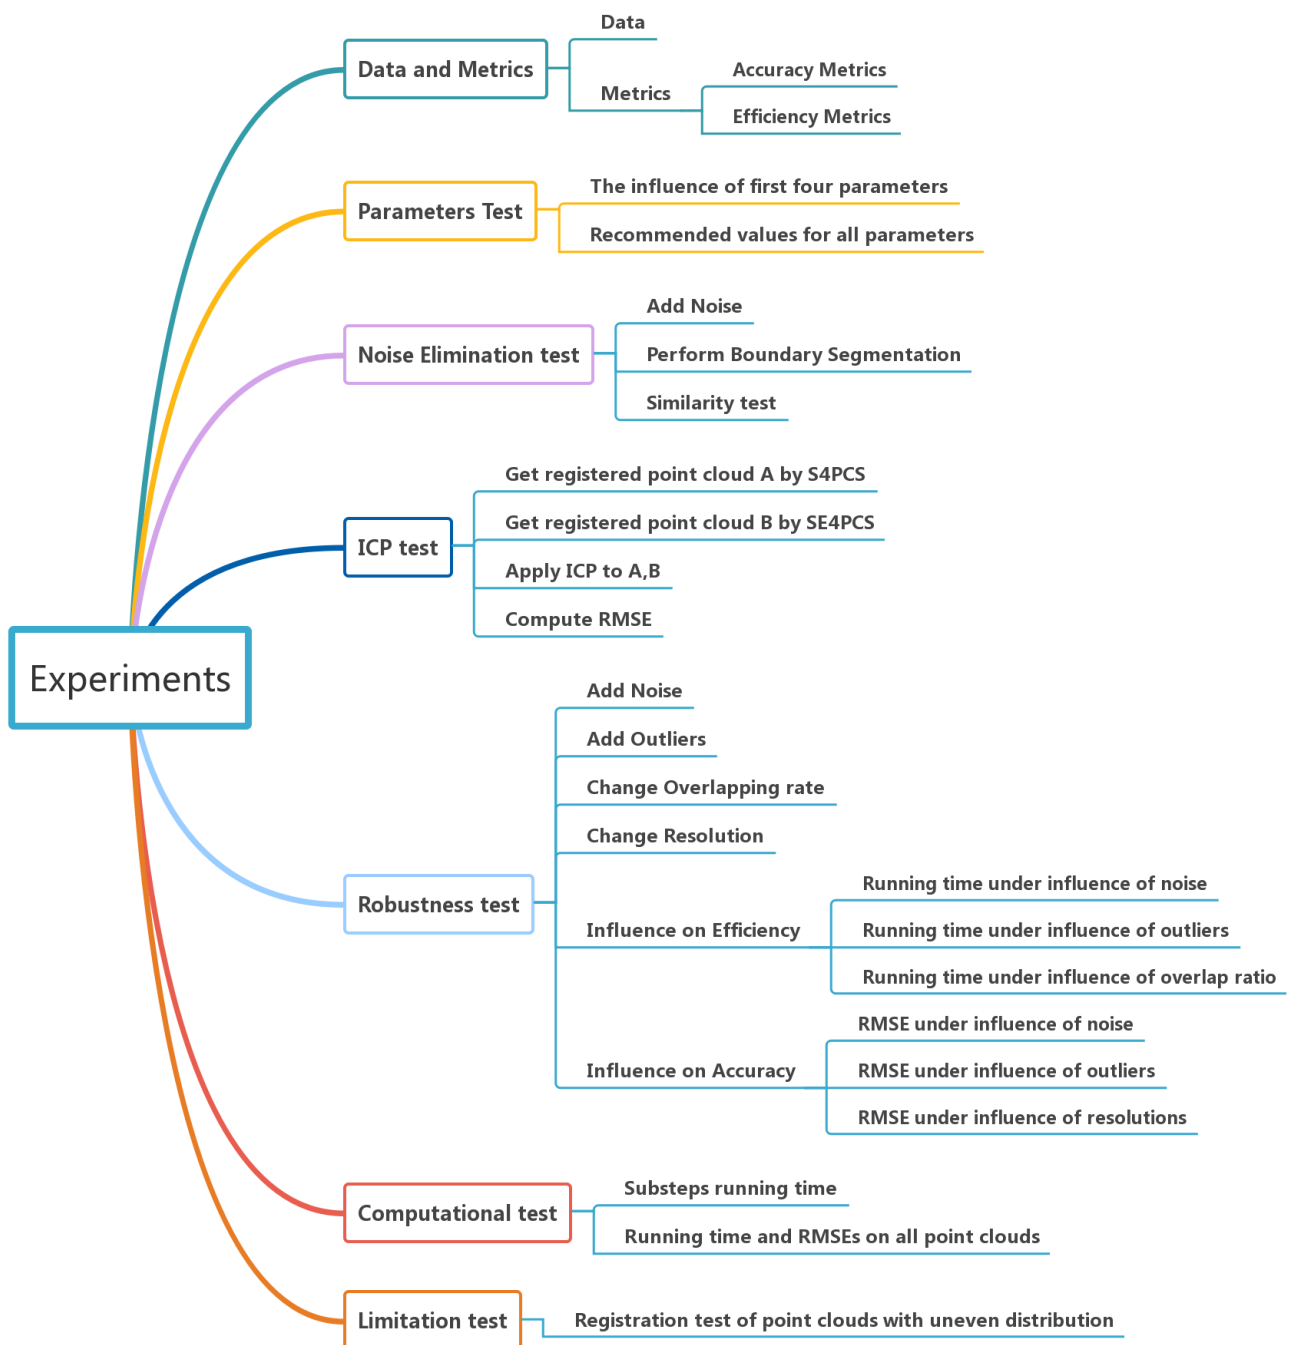 Experiments
Data and Metrics
Data
Metrics
Accuracy Metrics
Efficiency Metrics
Parameters Test
The influence of first four parameters
Recommended values for all parameters
Noise Elimination test
Add Noise
Perform Boundary Segmentation
Similarity test
ICP test
Get registered point cloud A by S4PCS
Get registered point cloud B by SE4PCS
Apply ICP to A,B
Compute RMSE
Robustness test
Add Noise
Add Outliers
Change Overlapping rate
Change Resolution
Influence on Efficiency
Running time under influence of noise
Running time under influence of outliers
Running time under influence of overlap ratio
Influence on Accuracy
RMSE under influence of noise
RMSE under influence of outliers
RMSE under influence of resolutions
Computational test
Substeps running time
Running time and RMSEs on all point clouds
Limitation test
Registration test of point clouds with uneven distribution